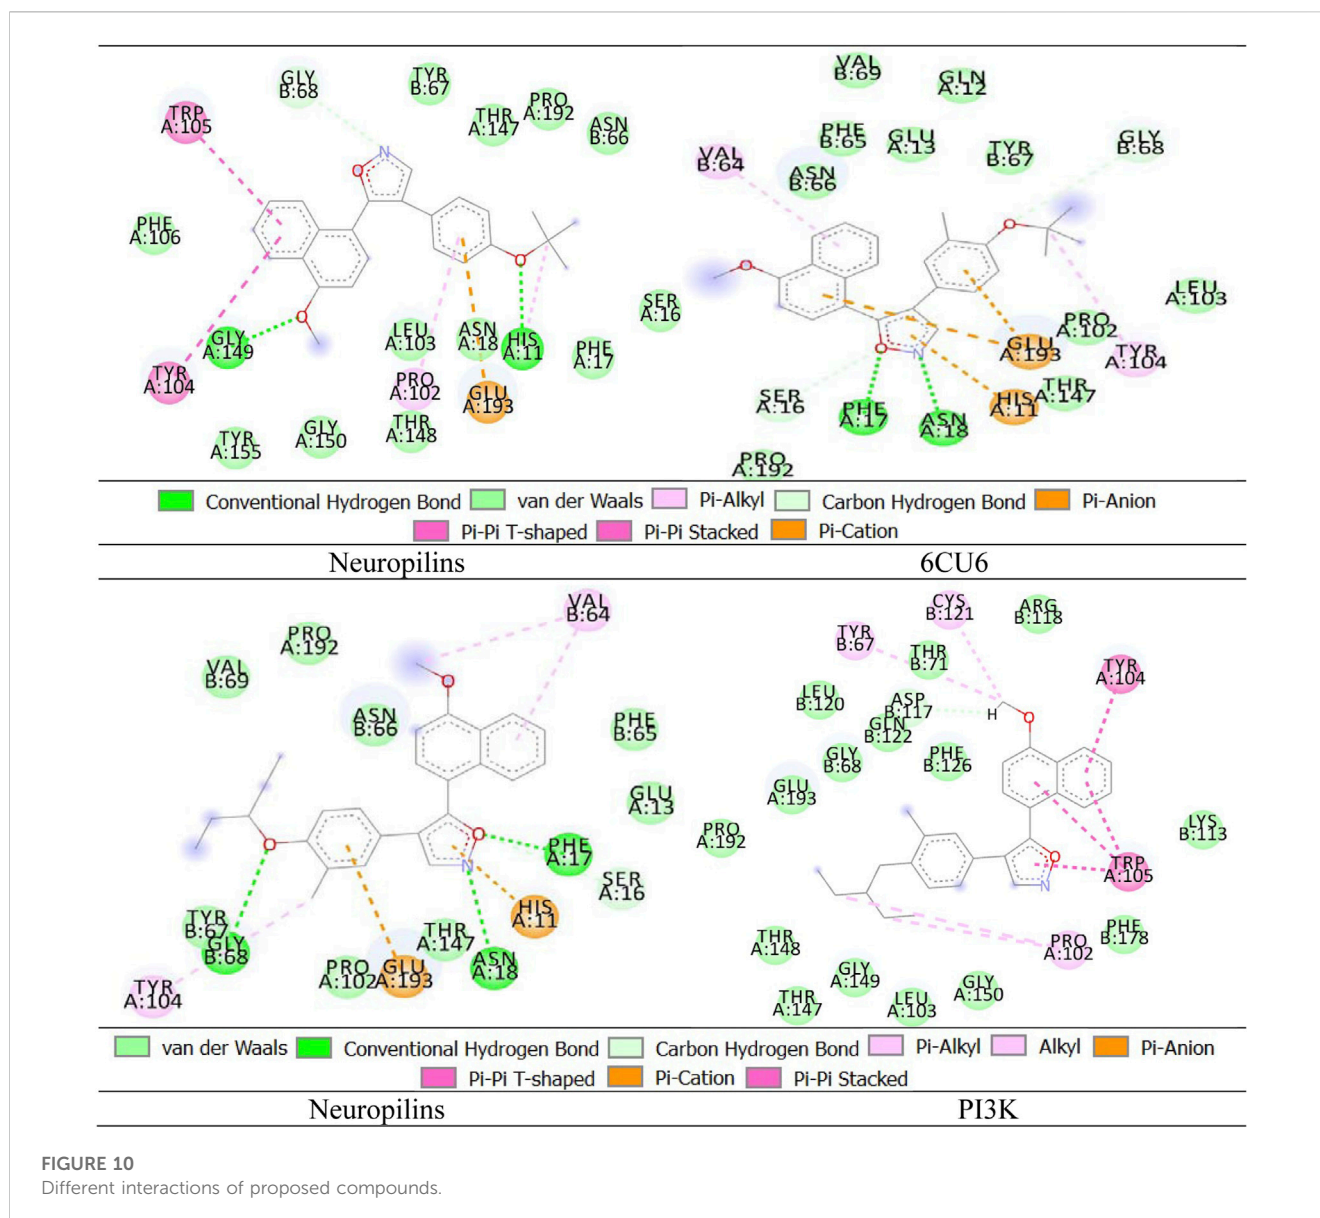 GLY
B:68
TYR
B:67
TRP
A:105
THR
A:147
PRO
A:192
ASN
B:66
N
O
PHE
A:106
O
O
GLY
A:149
TYR
A:104
LEU
A:103
ASN
A:18
HIS
A:11
PHE
A:17
PRO
A:102
GLU
A:193
TYR
A:155
GLY
A:150
THR
A:148
VAL
B:69
GLN
A:12
PHE
B:65
GLU
A:13
TYR
B:67
GLY
B:68
VAL
B:64
ASN
B:66
O
O
SER
A:16
LEU
A:103
PRO
A:102
GLU
A:193
TYR
A:104
O
N
SER
A:16
PHE
A:17
ASN
A:18
HIS
A:11
THR
A:147
PRO
A:192
Conventional Hydrogen Bond van der Waals Pi-Alkyl Carbon Hydrogen Bond Pi-Anion
Pi-Pi T-shaped Pi-Pi Stacked Pi-Cation
Neuropilins 6CU6
VAL
B:64
PRO
A:192
VAL
B:69
O
ASN
B:66
PHE
B:65
GLU
A:13
O
N
O
PHE
A:17
SER
A:16
HIS
A:11
TYR
B:67
GLY
B:68
THR
A:147
ASN
A:18
PRO
A:102
GLU
A:193
TYR
A:104
CYS
B:121
ARG
B:118
TYR
B:67
THR
B:71
TYR
A:104
LEU
B:120
ASP
B:117
H
O
GLN
B:122
GLY
B:68
PHE
B:126
GLU
A:193
PRO
A:192
LYS
B:113
O
N
TRP
A:105
THR
A:148
PRO
A:102
PHE
B:178
GLY
A:149
GLY
A:150
THR
A:147
LEU
A:103
van der Waals Conventional Hydrogen Bond Carbon Hydrogen Bond Pi-Alkyl Alkyl Pi-Anion
Pi-Pi T-shaped Pi-Cation Pi-Pi Stacked
Neuropilins PI3K
FIGURE 10
Different interactions of proposed compounds.